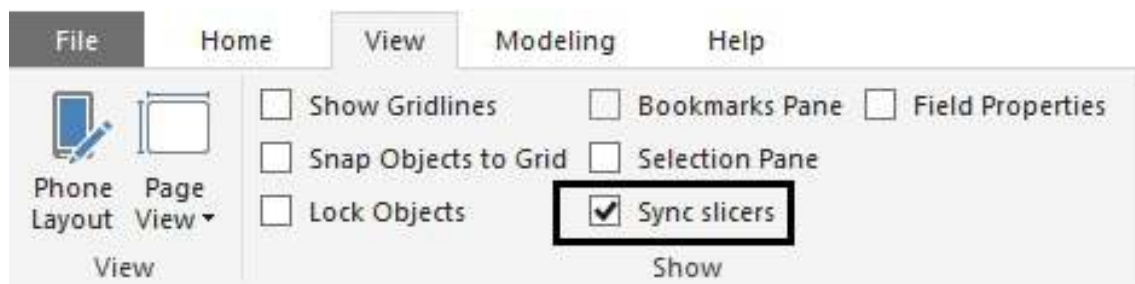 File Home View Modeling Help
Show Gridlines Bookmarks Pane Field Properties
Snap Objects to Grid Selection Pane
Phone Layout Page View Lock Objects Sync slicers
View Show